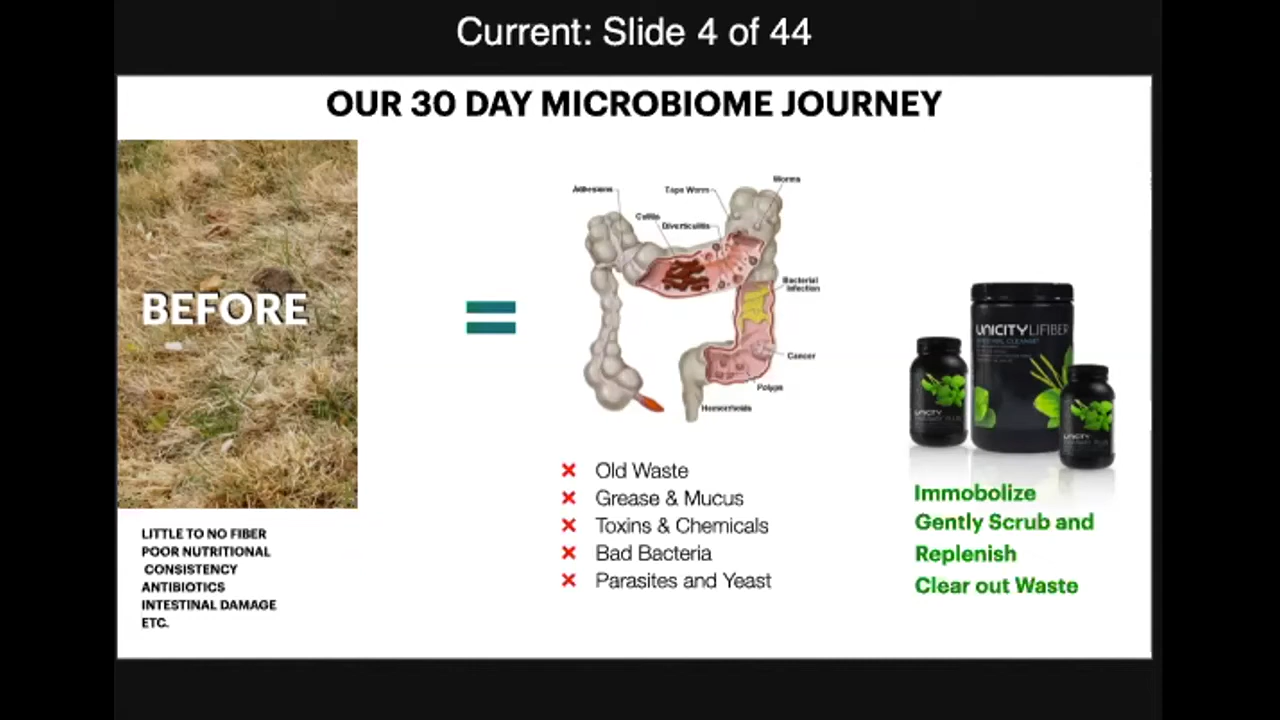 Current: Slide 4 of 44
OUR 30 DAY MICROBIOME JOURNEY
BEFORE
LITTLE TO NO FIBER
POOR NUTRITIONAL
CONSISTENCY
ANTIBIOTICS
INTESTINAL DAMAGE
ETC.
Adhesions
Tape Worm
Worms
Colitis
Diverticulitis
Bacterial
Infection
Cancer
Polyps
Hemorrhoids
Old Waste
Grease & Mucus
Toxins & Chemicals
Bad Bacteria
Parasites and Yeast
UNICITY LIFIBER
UNICITY
UNICITY
Immobolize
Gently Scrub and
Replenish
Clear out Waste